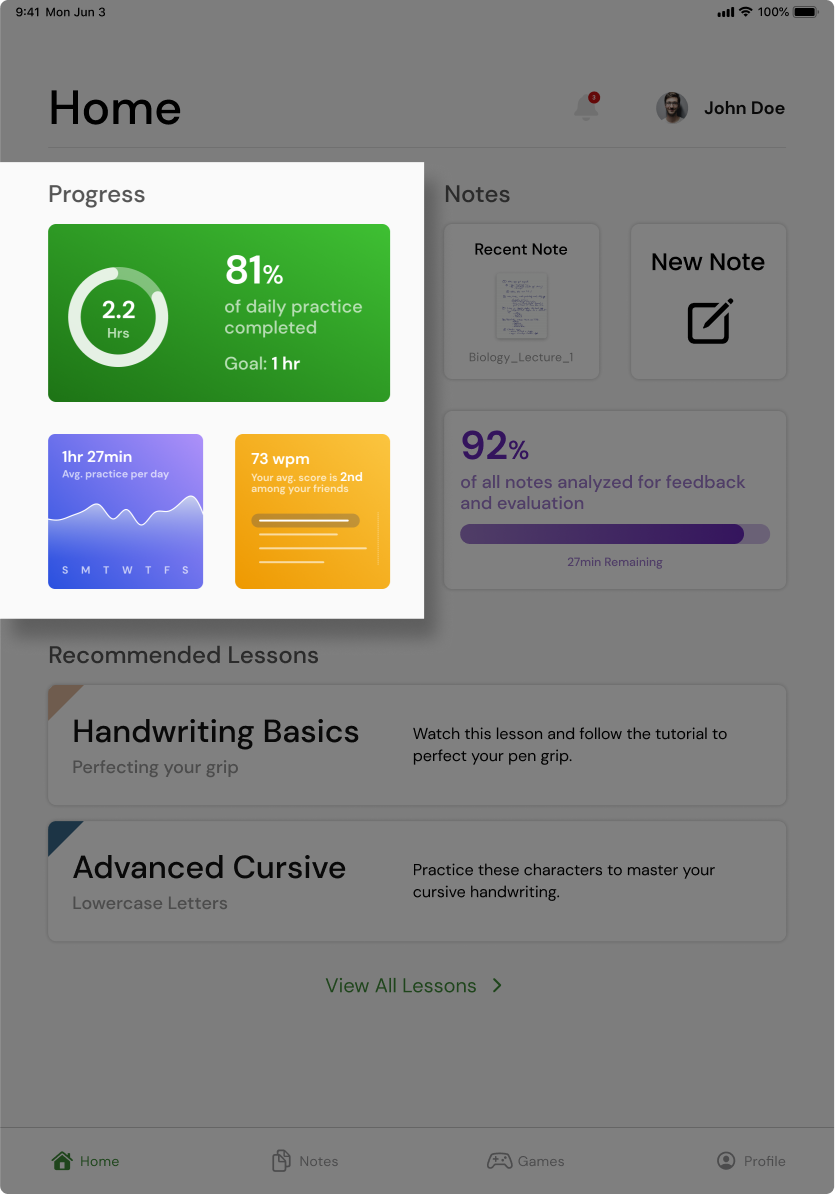 9:41 Mon Jun 3
100%
Home
3
John Doe
Progress
2.2
Hrs
81%
of daily practice
completed
Goal: 1 hr
1hr 27min
Avg. practive per day
S M T W T F S
73 wpm
Your avg. score is 2nd
among your friends
Notes
Recent Note
Biology_Lecture_1
New Note
92%
of all notes analyzed for feedback
and evaluation
27min Remaining
Recommended Lessons
Handwriting Basics
Perfecting your grip
Watch this lesson and follow the tutorial to
perfect your pen grip.
Advanced Cursive
Lowercase Letters
Practice these characters to master your
cursive handwriting.
View All Lessons
Home
Notes
Games
Profile